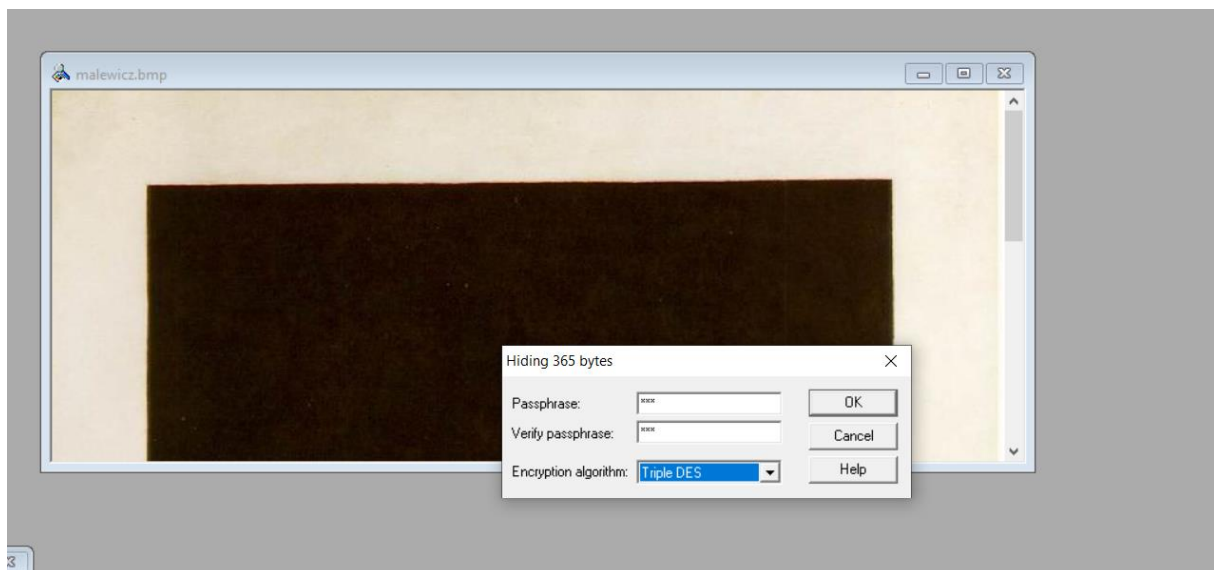 malewicz.bmp
Hiding 365 bytes
Passphrase: ***
OK
Verify passphrase: ***
Cancel
Encryption algorithm: Triple DES
Help